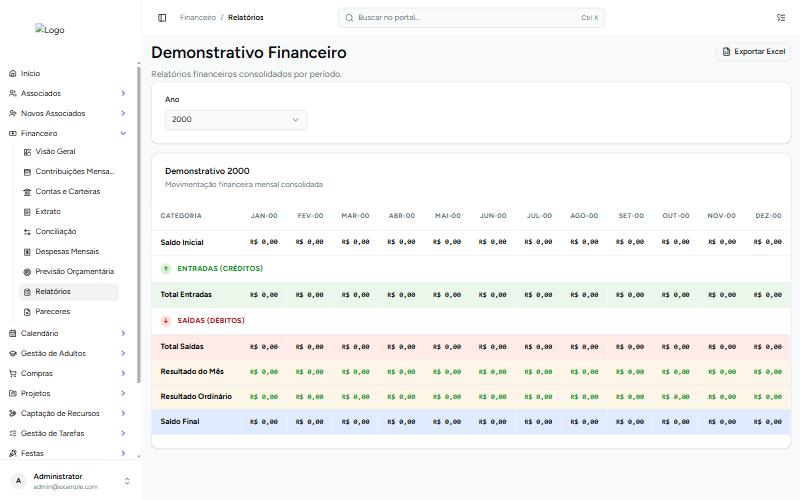 Logo
Início
Associados
Novos Associados
Financeiro
Visão Geral
Contribuições Mensa...
Contas e Carteiras
Extrato
Conciliação
Despesas Mensais
Previsão Orçamentária
Relatórios
Pareceres
Calendário
Gestão de Adultos
Compras
Projetos
Captação de Recursos
Gestão de Tarefas
Festas
A
Administrator
admin@example.com
Financeiro / Relatórios
Buscar no portal... Ctrl K
Demonstrativo Financeiro
Exportar Excel
Relatórios financeiros consolidados por período.
Ano
2000
Demonstrativo 2000
Movimentação financeira mensal consolidada
CATEGORIA JAN-00 FEV-00 MAR-00 ABR-00 MAI-00 JUN-00 JUL-00 AGO-00 SET-00 OUT-00 NOV-00 DEZ-00
Saldo Inicial R$ 0,00 R$ 0,00 R$ 0,00 R$ 0,00 R$ 0,00 R$ 0,00 R$ 0,00 R$ 0,00 R$ 0,00 R$ 0,00 R$ 0,00 R$ 0,00
ENTRADAS (CRÉDITOS)
Total Entradas R$ 0,00 R$ 0,00 R$ 0,00 R$ 0,00 R$ 0,00 R$ 0,00 R$ 0,00 R$ 0,00 R$ 0,00 R$ 0,00 R$ 0,00 R$ 0,00
SAÍDAS (DÉBITOS)
Total Saídas R$ 0,00 R$ 0,00 R$ 0,00 R$ 0,00 R$ 0,00 R$ 0,00 R$ 0,00 R$ 0,00 R$ 0,00 R$ 0,00 R$ 0,00 R$ 0,00
Resultado do Mês R$ 0,00 R$ 0,00 R$ 0,00 R$ 0,00 R$ 0,00 R$ 0,00 R$ 0,00 R$ 0,00 R$ 0,00 R$ 0,00 R$ 0,00 R$ 0,00
Resultado Ordinário R$ 0,00 R$ 0,00 R$ 0,00 R$ 0,00 R$ 0,00 R$ 0,00 R$ 0,00 R$ 0,00 R$ 0,00 R$ 0,00 R$ 0,00 R$ 0,00
Saldo Final R$ 0,00 R$ 0,00 R$ 0,00 R$ 0,00 R$ 0,00 R$ 0,00 R$ 0,00 R$ 0,00 R$ 0,00 R$ 0,00 R$ 0,00 R$ 0,00